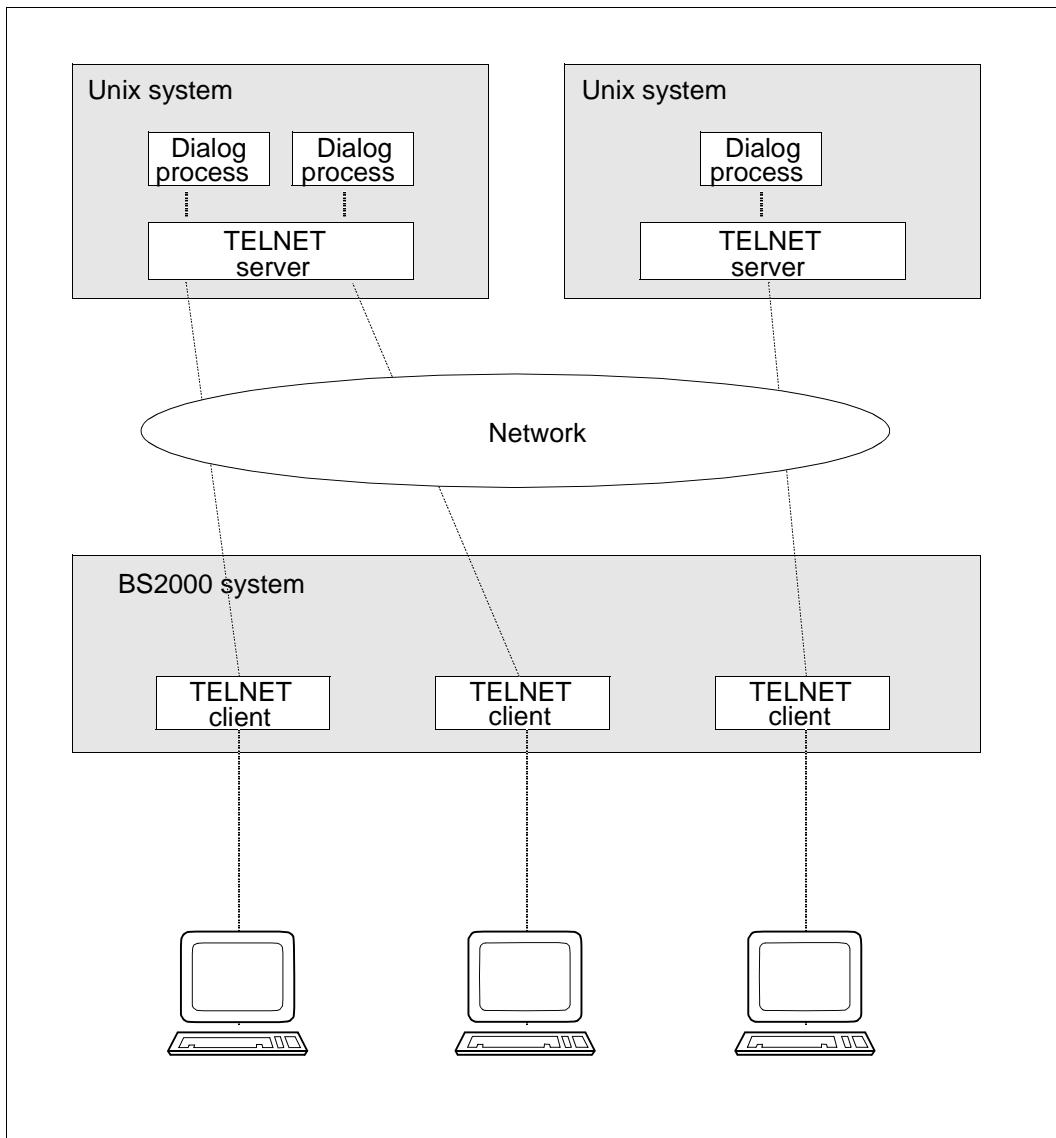 Unix system
Unix system
Dialog
process
Dialog
process
Dialog
process
TELNET
server
TELNET
server
Network
BS2000 system
TELNET
client
TELNET
client
TELNET
client